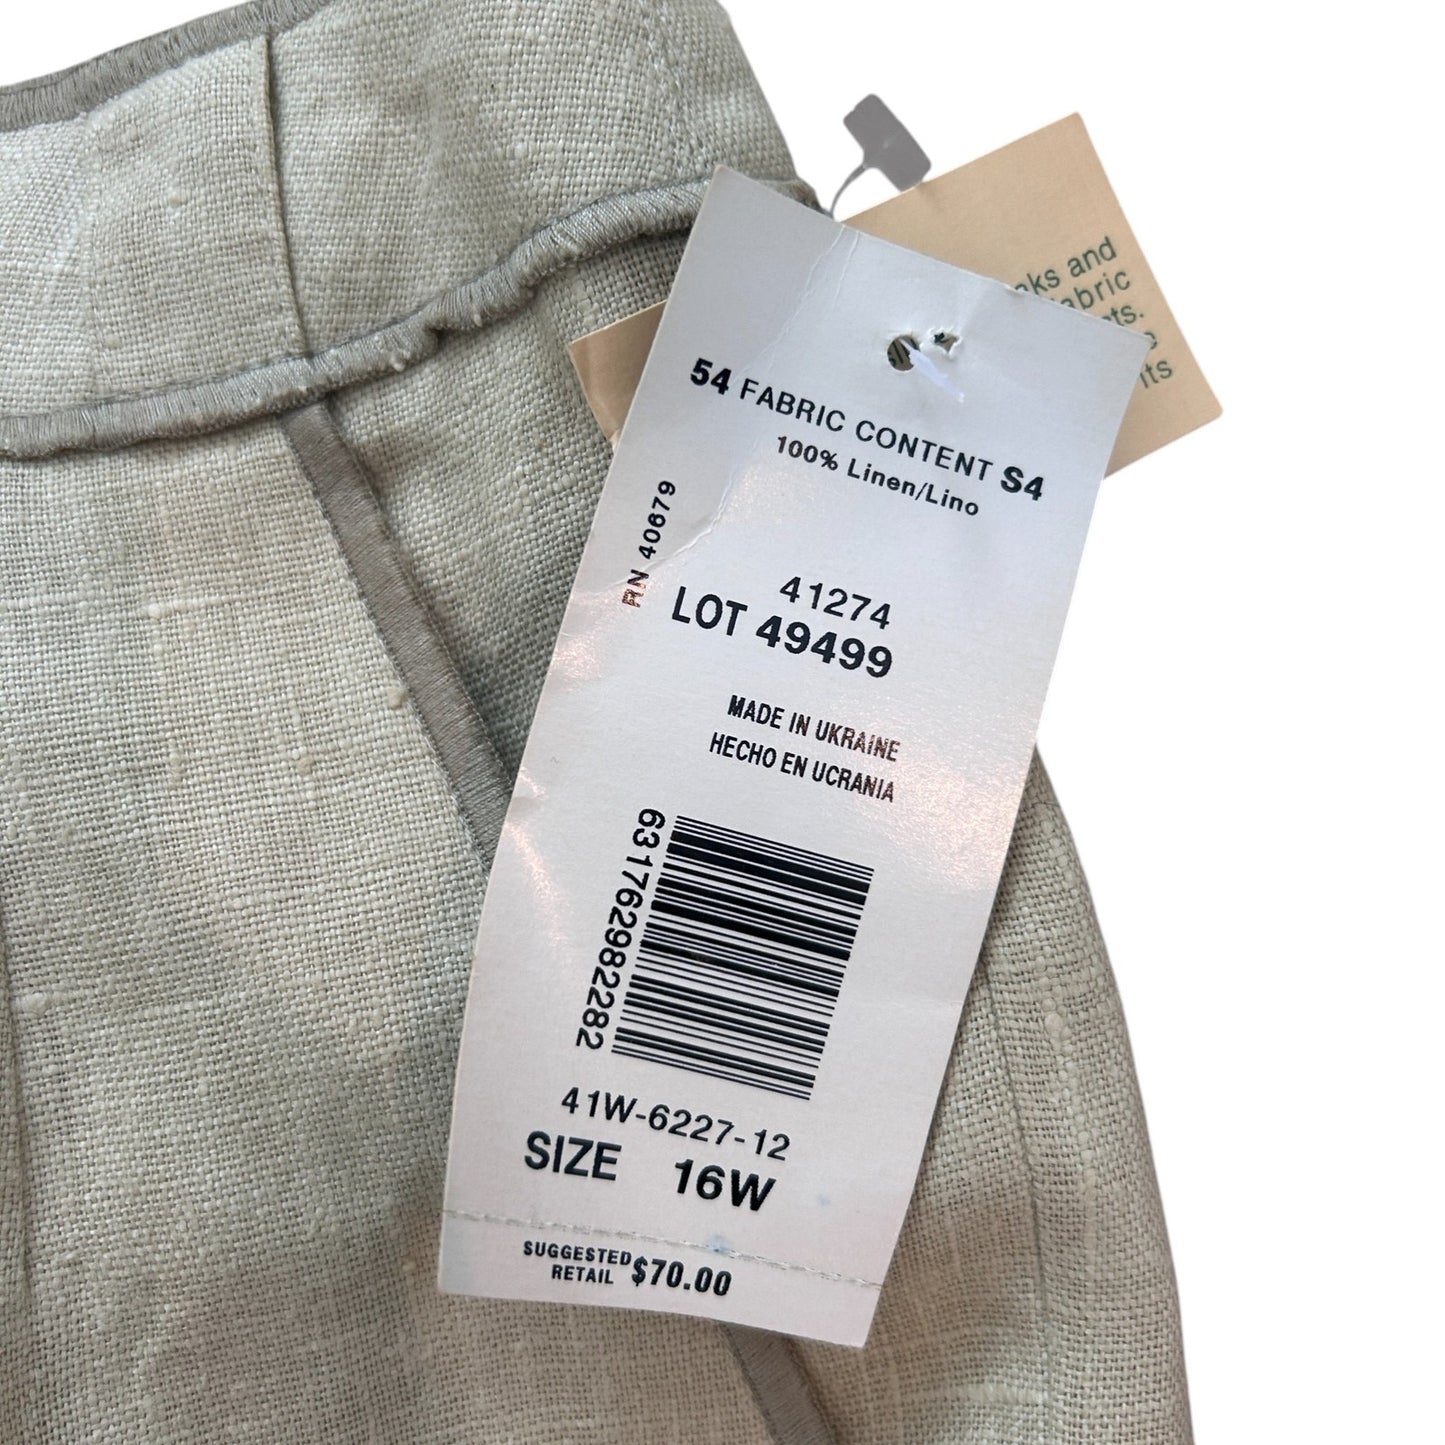 54 FABRIC CONTENT S4
100% Linen/Lino
RN 40679
41274
LOT 49499
MADE IN UKRAINE
HECHO EN UCRANIA
631762982282
41W-6227-12
SIZE 16W
SUGGESTED
RETAIL $70.00
and